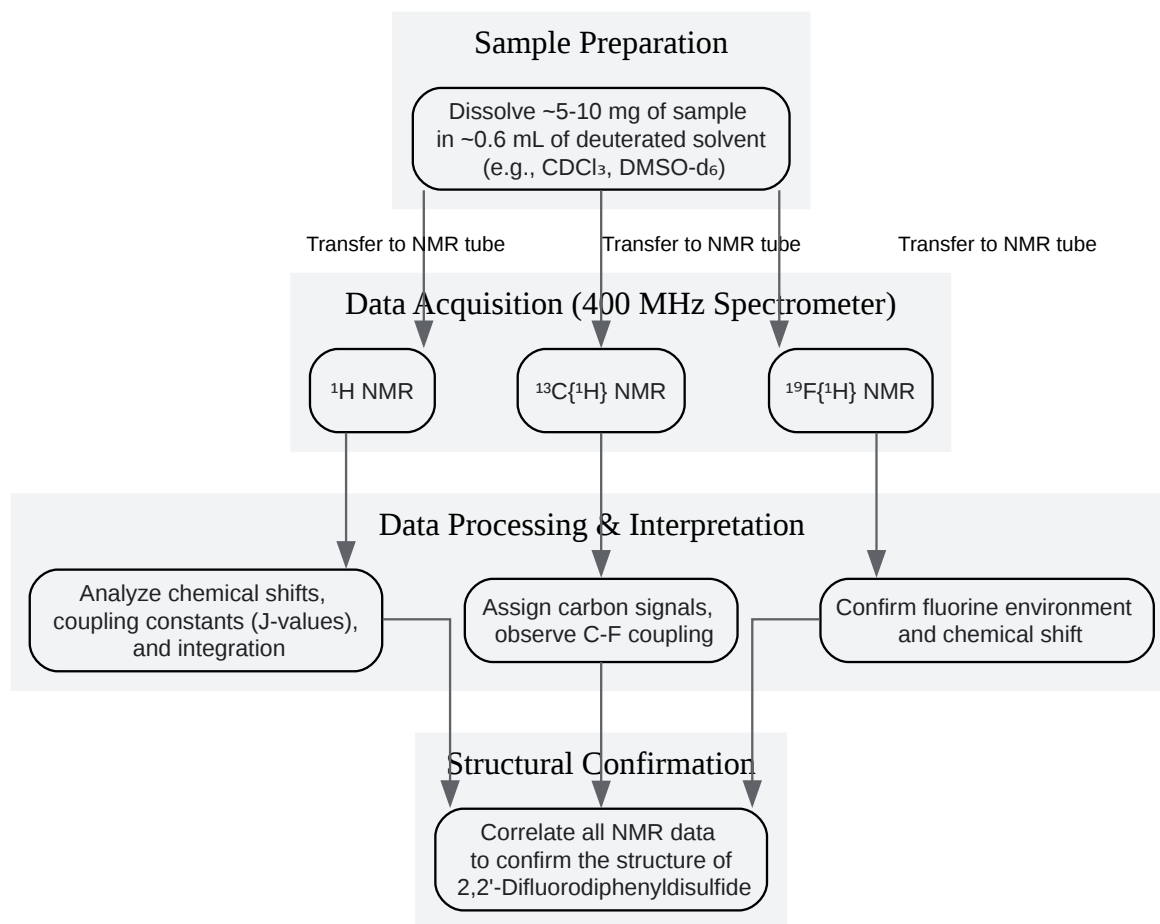 Sample Preparation
Dissolve ~5-10 mg of sample
in ~0.6 mL of deuterated solvent
(e.g., CDCl₃, DMSO-d₆)
Transfer to NMR tube
Transfer to NMR tube
Transfer to NMR tube
Data Acquisition (400 MHz Spectrometer)
¹H NMR
¹³C{¹H} NMR
¹⁹F{¹H} NMR
Data Processing & Interpretation
Analyze chemical shifts,
coupling constants (J-values),
and integration
Assign carbon signals,
observe C-F coupling
Confirm fluorine environment
and chemical shift
Structural Confirmation
Correlate all NMR data
to confirm the structure of
2,2'-Difluorodiphenyldisulfide